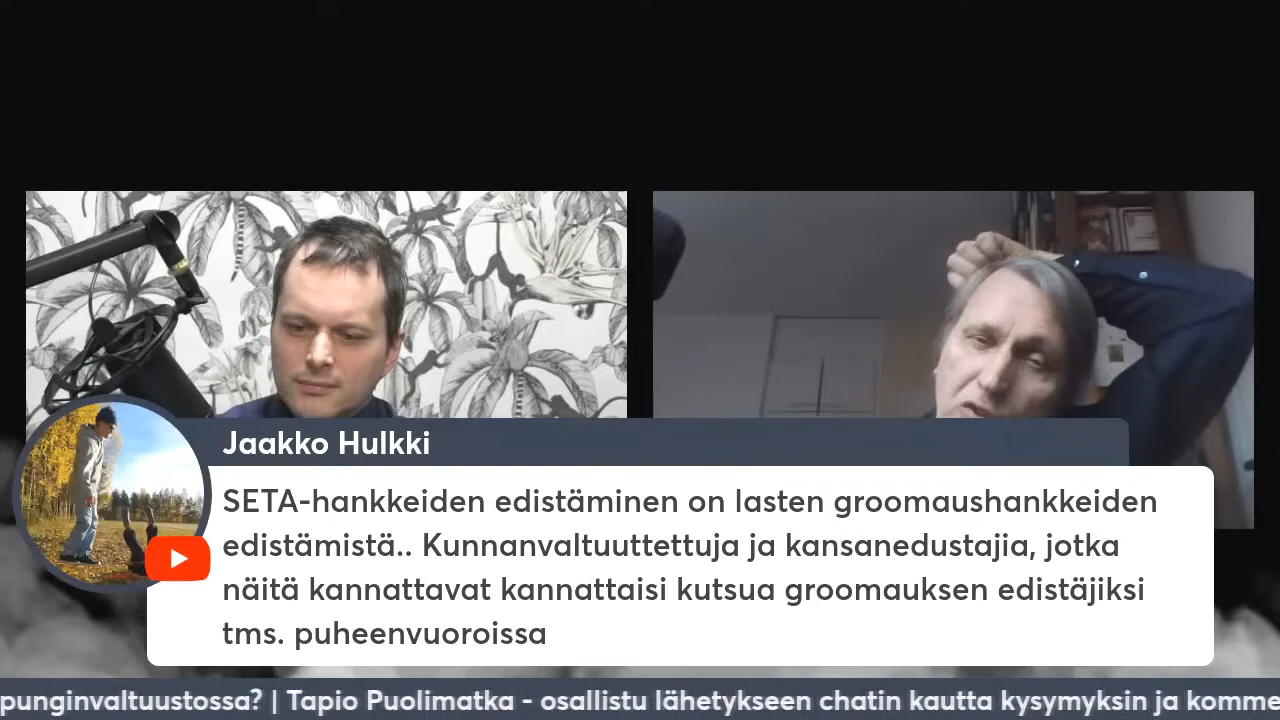 Jaakko Hulkki
SETA-hankkeiden edistäminen on lasten groomaushankkeiden
edistämistä.. Kunnanvaltuuttettuja ja kansanedustajia, jotka
näitä kannattavat kannattaisi kutsua groomauksen edistäjiksi
tms. puheenvuoroissa
punginvaltuustossa? | Tapio Puolimatka - osallistu lähetykseen chatin kautta kysymyksin ja komme